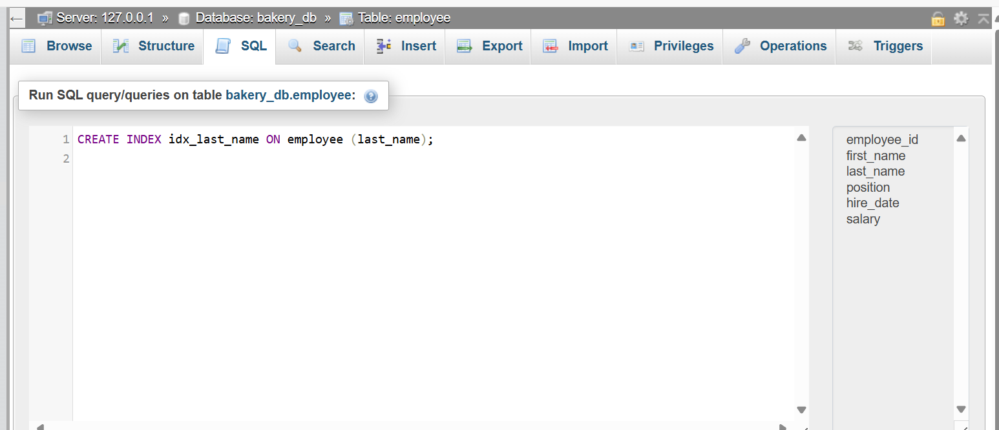 Server: 127.0.0.1 » Database: bakery_db » Table: employee
Browse Structure SQL Search Insert Export Import Privileges Operations Triggers
Run SQL query/queries on table bakery_db.employee:
1 CREATE INDEX idx_last_name ON employee (last_name);
2
employee_id
first_name
last_name
position
hire_date
salary